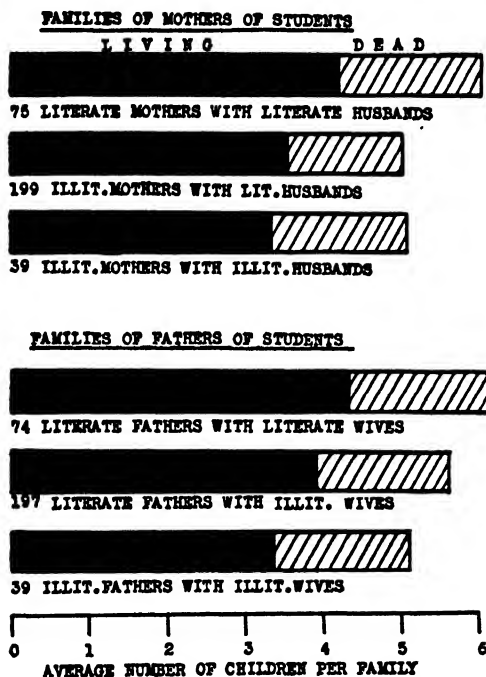 FAMILIES OF MOTHERS OF STUDENTS
LIVING DEAD
75 LITERATE MOTHERS WITH LITERATE HUSBANDS
199 ILLIT.MOTHERS WITH LIT.HUSBANDS
39 ILLIT.MOTHERS WITH ILLIT.HUSBANDS
FAMILIES OF FATHERS OF STUDENTS
74 LITERATE FATHERS WITH LITERATE WIVES
197 LITERATE FATHERS WITH ILLIT. WIVES
39 ILLIT.FATHERS WITH ILLIT.WIVES
0 1 2 3 4 5 6
AVERAGE NUMBER OF CHILDREN PER FAMILY